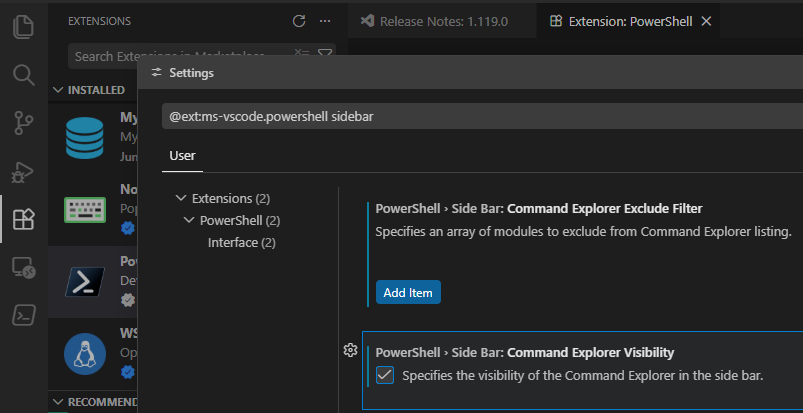 EXTENSIONS
Release Notes: 1.119.0
Extension: PowerShell
Search Extensions in Marketplace
Settings
INSTALLED
@ext:ms-vscode.powershell sidebar
My
My
Jun
User
No
Pop
Extensions (2)
PowerShell (2)
Interface (2)
PowerShell › Side Bar: Command Explorer Exclude Filter
Specifies an array of modules to exclude from Command Explorer listing.
Add Item
Pow
Dev
WS
Op
PowerShell › Side Bar: Command Explorer Visibility
Specifies the visibility of the Command Explorer in the side bar.
RECOMMEND